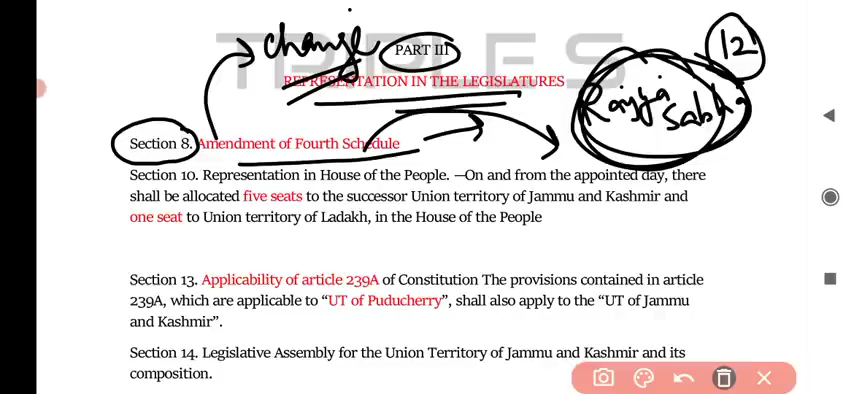 TRIPLES
change
PART III
12
REPRESENTATION IN THE LEGISLATURES
Rajya
Sabha
Section 8. Amendment of Fourth Schedule
Section 10. Representation in House of the People. —On and from the appointed day, there
shall be allocated five seats to the successor Union territory of Jammu and Kashmir and
one seat to Union territory of Ladakh, in the House of the People
Section 13. Applicability of article 239A of Constitution The provisions contained in article
239A, which are applicable to “UT of Puducherry”, shall also apply to the “UT of Jammu
and Kashmir”.
Section 14. Legislative Assembly for the Union Territory of Jammu and Kashmir and its
composition.